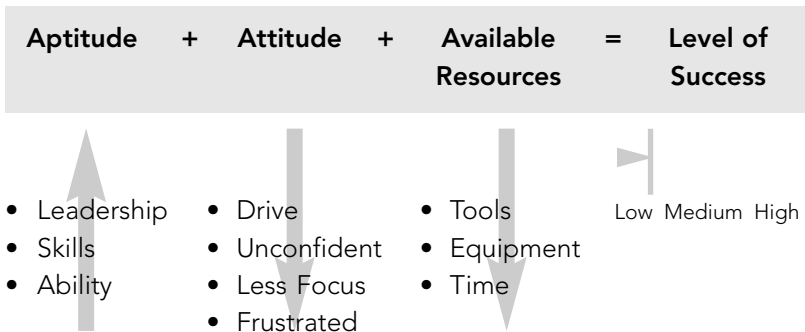 Aptitude + Attitude + Available Resources = Level of Success
• Leadership
• Skills
• Ability
• Drive
• Unconfident
• Less Focus
• Frustrated
• Tools
• Equipment
• Time
Low Medium High